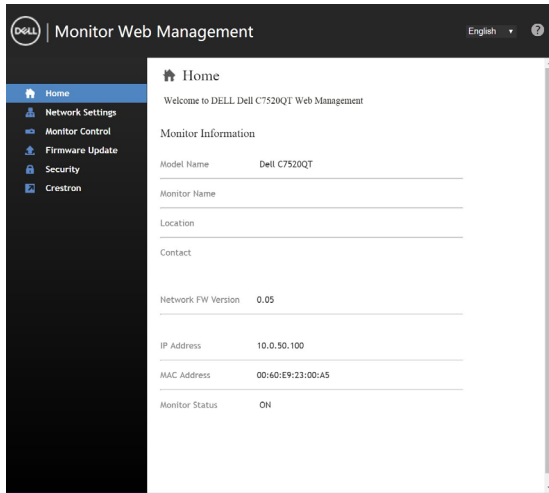 DELL | Monitor Web Management
English
?
Home
Network Settings
Monitor Control
Firmware Update
Security
Crestron
Home
Welcome to DELL Dell C7520QT Web Management
Monitor Information
Model Name Dell C7520QT
Monitor Name
Location
Contact
Network FW Version 0.05
IP Address 10.0.50.100
MAC Address 00:60:E9:23:00:A5
Monitor Status ON